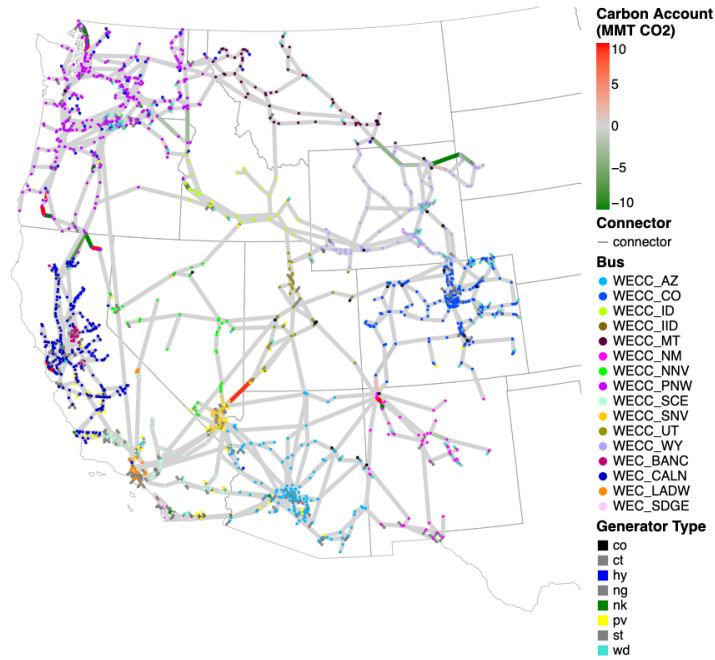 Carbon Account
(MMT CO2)
10
5
0
−5
−10
Connector
connector
Bus
WECC_AZ
WECC_CO
WECC_ID
WECC_IID
WECC_MT
WECC_NM
WECC_NNV
WECC_PNW
WECC_SCE
WECC_SNV
WECC_UT
WECC_WY
WEC_BANC
WEC_CALN
WEC_LADW
WEC_SDGE
Generator Type
co
ct
hy
ng
nk
pv
st
wd